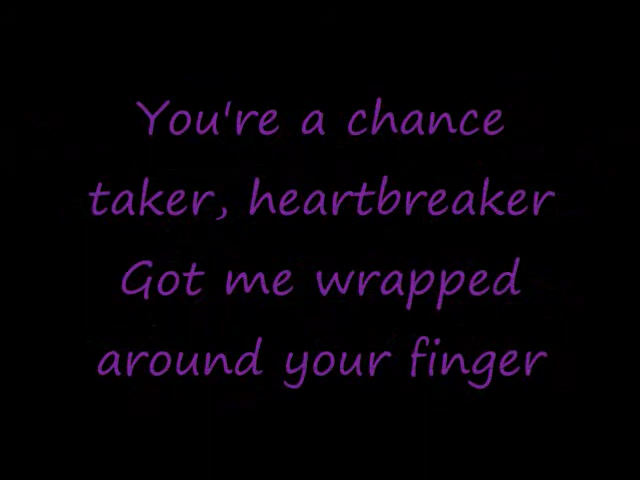 You're a chance
taker, heartbreaker
Got me wrapped
around your finger